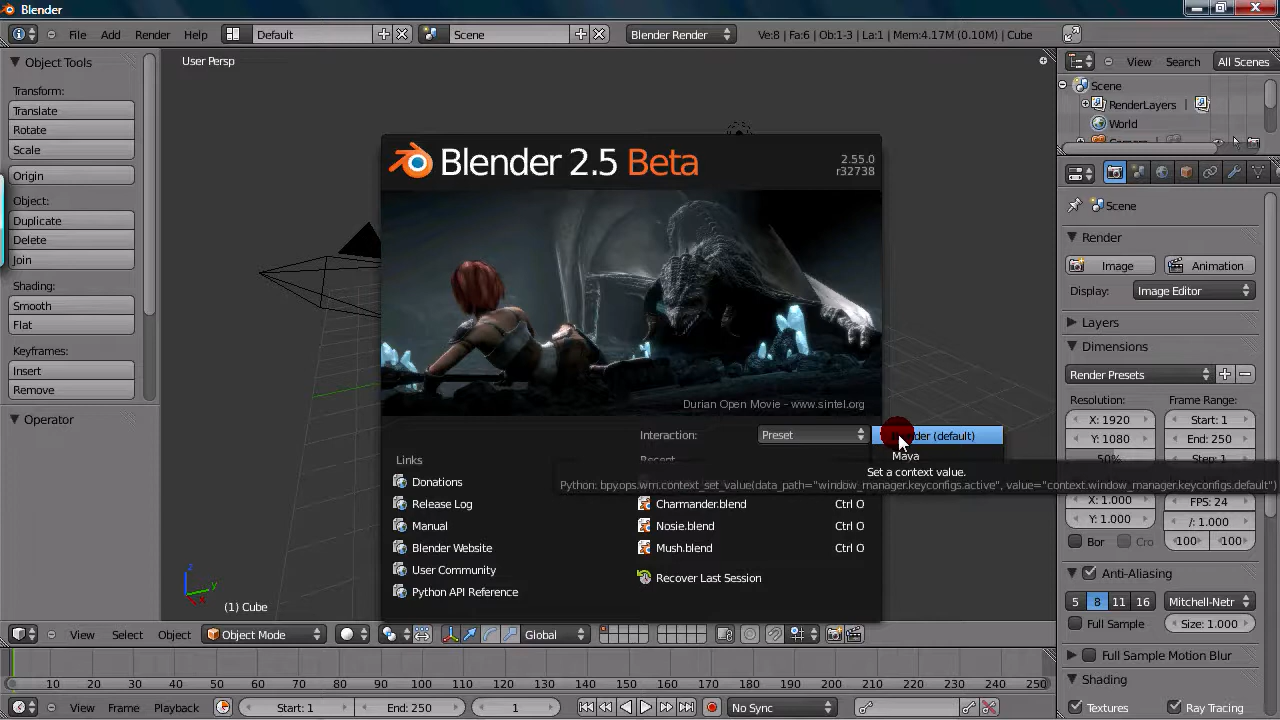 Blender
File Add Render Help Default Scene Blender Render Ve:8 | Fa:6 | Ob:1-3 | La:1 | Mem:4.17M (0.10M) | Cube
Object Tools
Transform:
Translate
Rotate
Scale
Origin
Object:
Duplicate
Delete
Join
Shading:
Smooth
Flat
Keyframes:
Insert
Remove
Operator
User Persp
Blender 2.5 Beta
2.55.0
r32738
Durian Open Movie - www.sintel.org
Interaction: Preset
(default)
Maya
Set a context value.
Python: bpy.ops.wm.context_set_value(data_path="window_manager.keyconfigs.active", value="context.window_manager.keyconfigs.default")
Links
Donations
Release Log
Manual
Blender Website
User Community
Python API Reference
Recent
Charmander.blend Ctrl O
Nosie.blend Ctrl O
Mush.blend Ctrl O
Recover Last Session
z
y
x
(1) Cube
View Select Object Object Mode Global
0 10 20 30 40 50 60 70 80 90 100 110 120 130 140 150 160 170 180 190 200 210 220 230 240 250
View Frame Playback Start: 1 End: 250 1 No Sync
View Search All Scenes
Scene
RenderLayers |
World
Scene
Render
Image Animation
Display: Image Editor
Layers
Dimensions
Render Presets
Resolution: Frame Range:
X: 1920 Start: 1
Y: 1080 End: 250
50% Step: 1
X: 1.000 FPS: 24
Y: 1.000 /: 1.000
Bor Cro 100 100
Anti-Aliasing
5 8 11 16 Mitchell-Netr
Full Sample Size: 1.000
Full Sample Motion Blur
Shading
Textures Ray Tracing